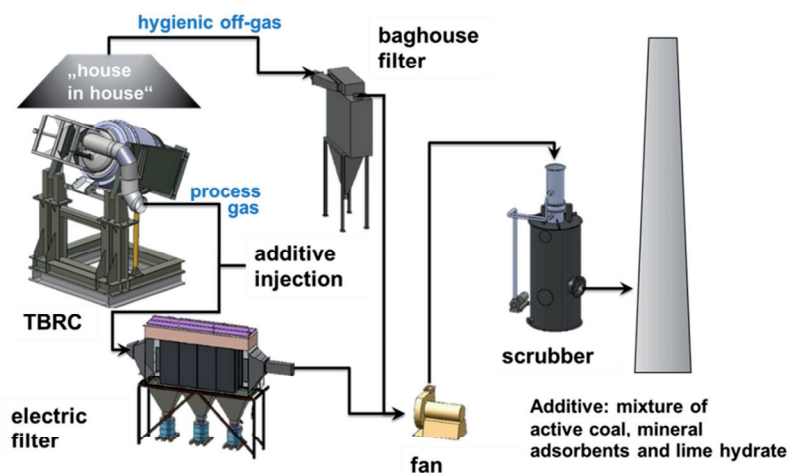 hygienic off-gas
baghouse
filter
„house
in house“
process
gas
additive
injection
TBRC
electric
filter
fan
scrubber
Additive: mixture of
active coal, mineral
adsorbents and lime hydrate